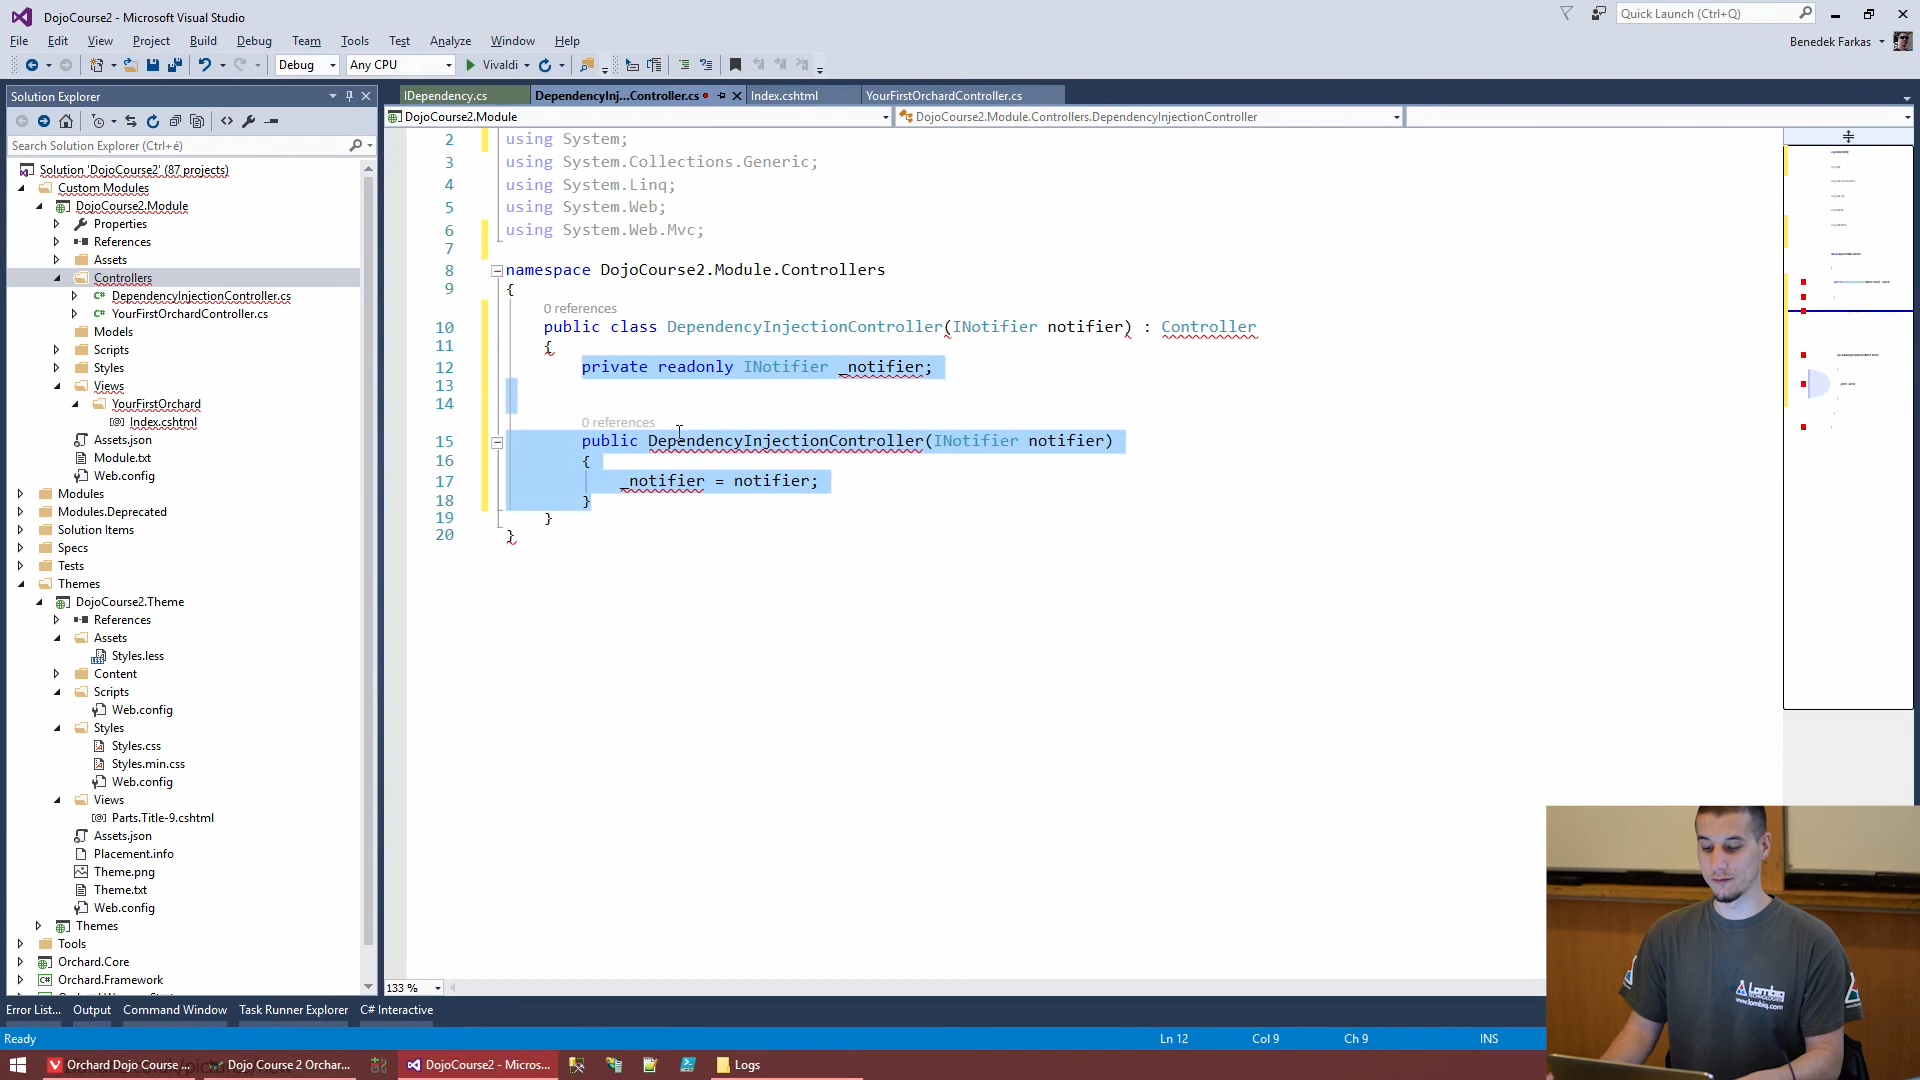 DojoCourse2 - Microsoft Visual Studio
Quick Launch (Ctrl+Q)
File Edit View Project Build Debug Team Tools Test Analyze Window Help
Benedek Farkas
Debug Any CPU Vivaldi
Solution Explorer
Search Solution Explorer (Ctrl+é)
Solution 'DojoCourse2' (87 projects)
Custom Modules
DojoCourse2.Module
Properties
References
Assets
Controllers
DependencyInjectionController.cs
YourFirstOrchardController.cs
Models
Scripts
Styles
Views
YourFirstOrchard
Index.cshtml
Assets.json
Module.txt
Web.config
Modules
Modules.Deprecated
Solution Items
Specs
Tests
Themes
DojoCourse2.Theme
References
Assets
Styles.less
Content
Scripts
Web.config
Styles
Styles.css
Styles.min.css
Web.config
Views
Parts.Title-9.cshtml
Assets.json
Placement.info
Theme.png
Theme.txt
Web.config
Themes
Tools
Orchard.Core
Orchard.Framework
IDependency.cs DependencyInj...Controller.cs Index.cshtml YourFirstOrchardController.cs
DojoCourse2.Module DojoCourse2.Module.Controllers.DependencyInjectionController
2 using System;
3 using System.Collections.Generic;
4 using System.Linq;
5 using System.Web;
6 using System.Web.Mvc;
7
8 namespace DojoCourse2.Module.Controllers
9 {
0 references
10 public class DependencyInjectionController(INotifier notifier) : Controller
11 {
12 private readonly INotifier _notifier;
13
14
0 references
15 public DependencyInjectionController(INotifier notifier)
16 {
17 _notifier = notifier;
18 }
19 }
20 }
133 %
Error List... Output Command Window Task Runner Explorer C# Interactive
Ready Ln 12 Col 9 Ch 9 INS
Orchard Dojo Course ... Dojo Course 2 Orchar... DojoCourse2 - Micros... Logs
Lombiq
TECHNOLOGIES
www.lombiq.com